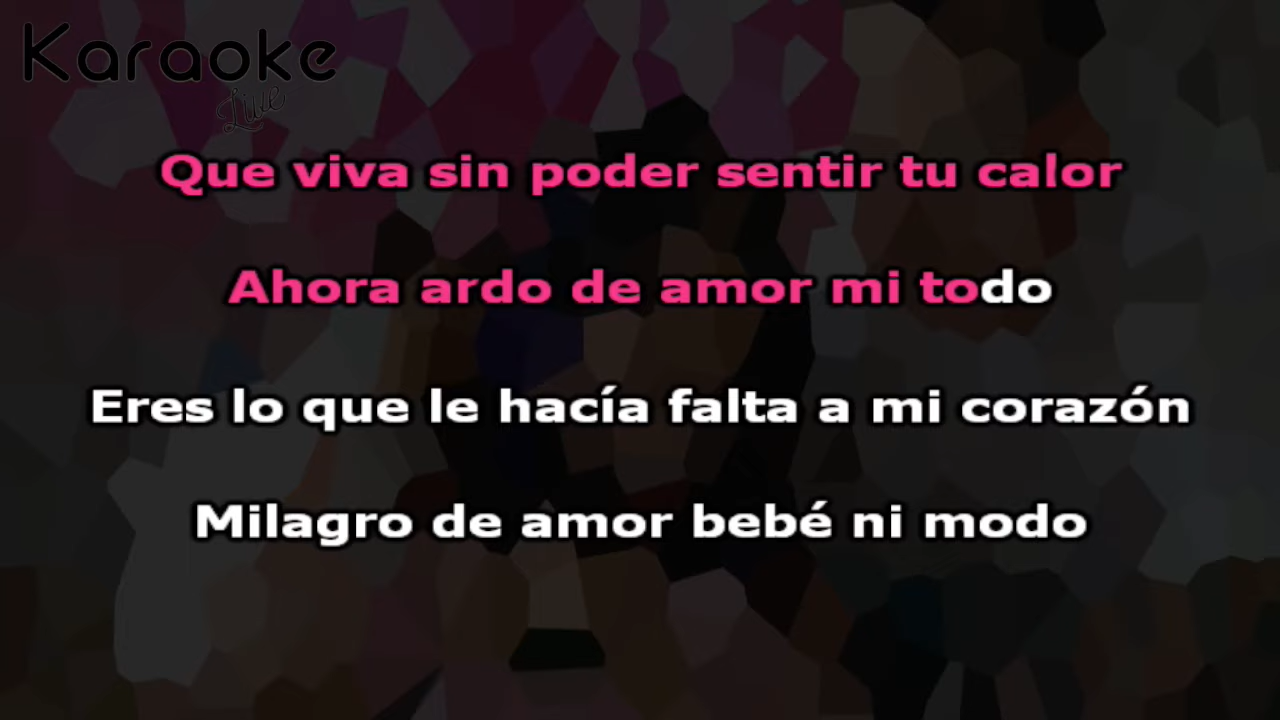 Karaoke
Live
Que viva sin poder sentir tu calor
Ahora ardo de amor mi todo
Eres lo que le hacía falta a mi corazón
Milagro de amor bebé ni modo